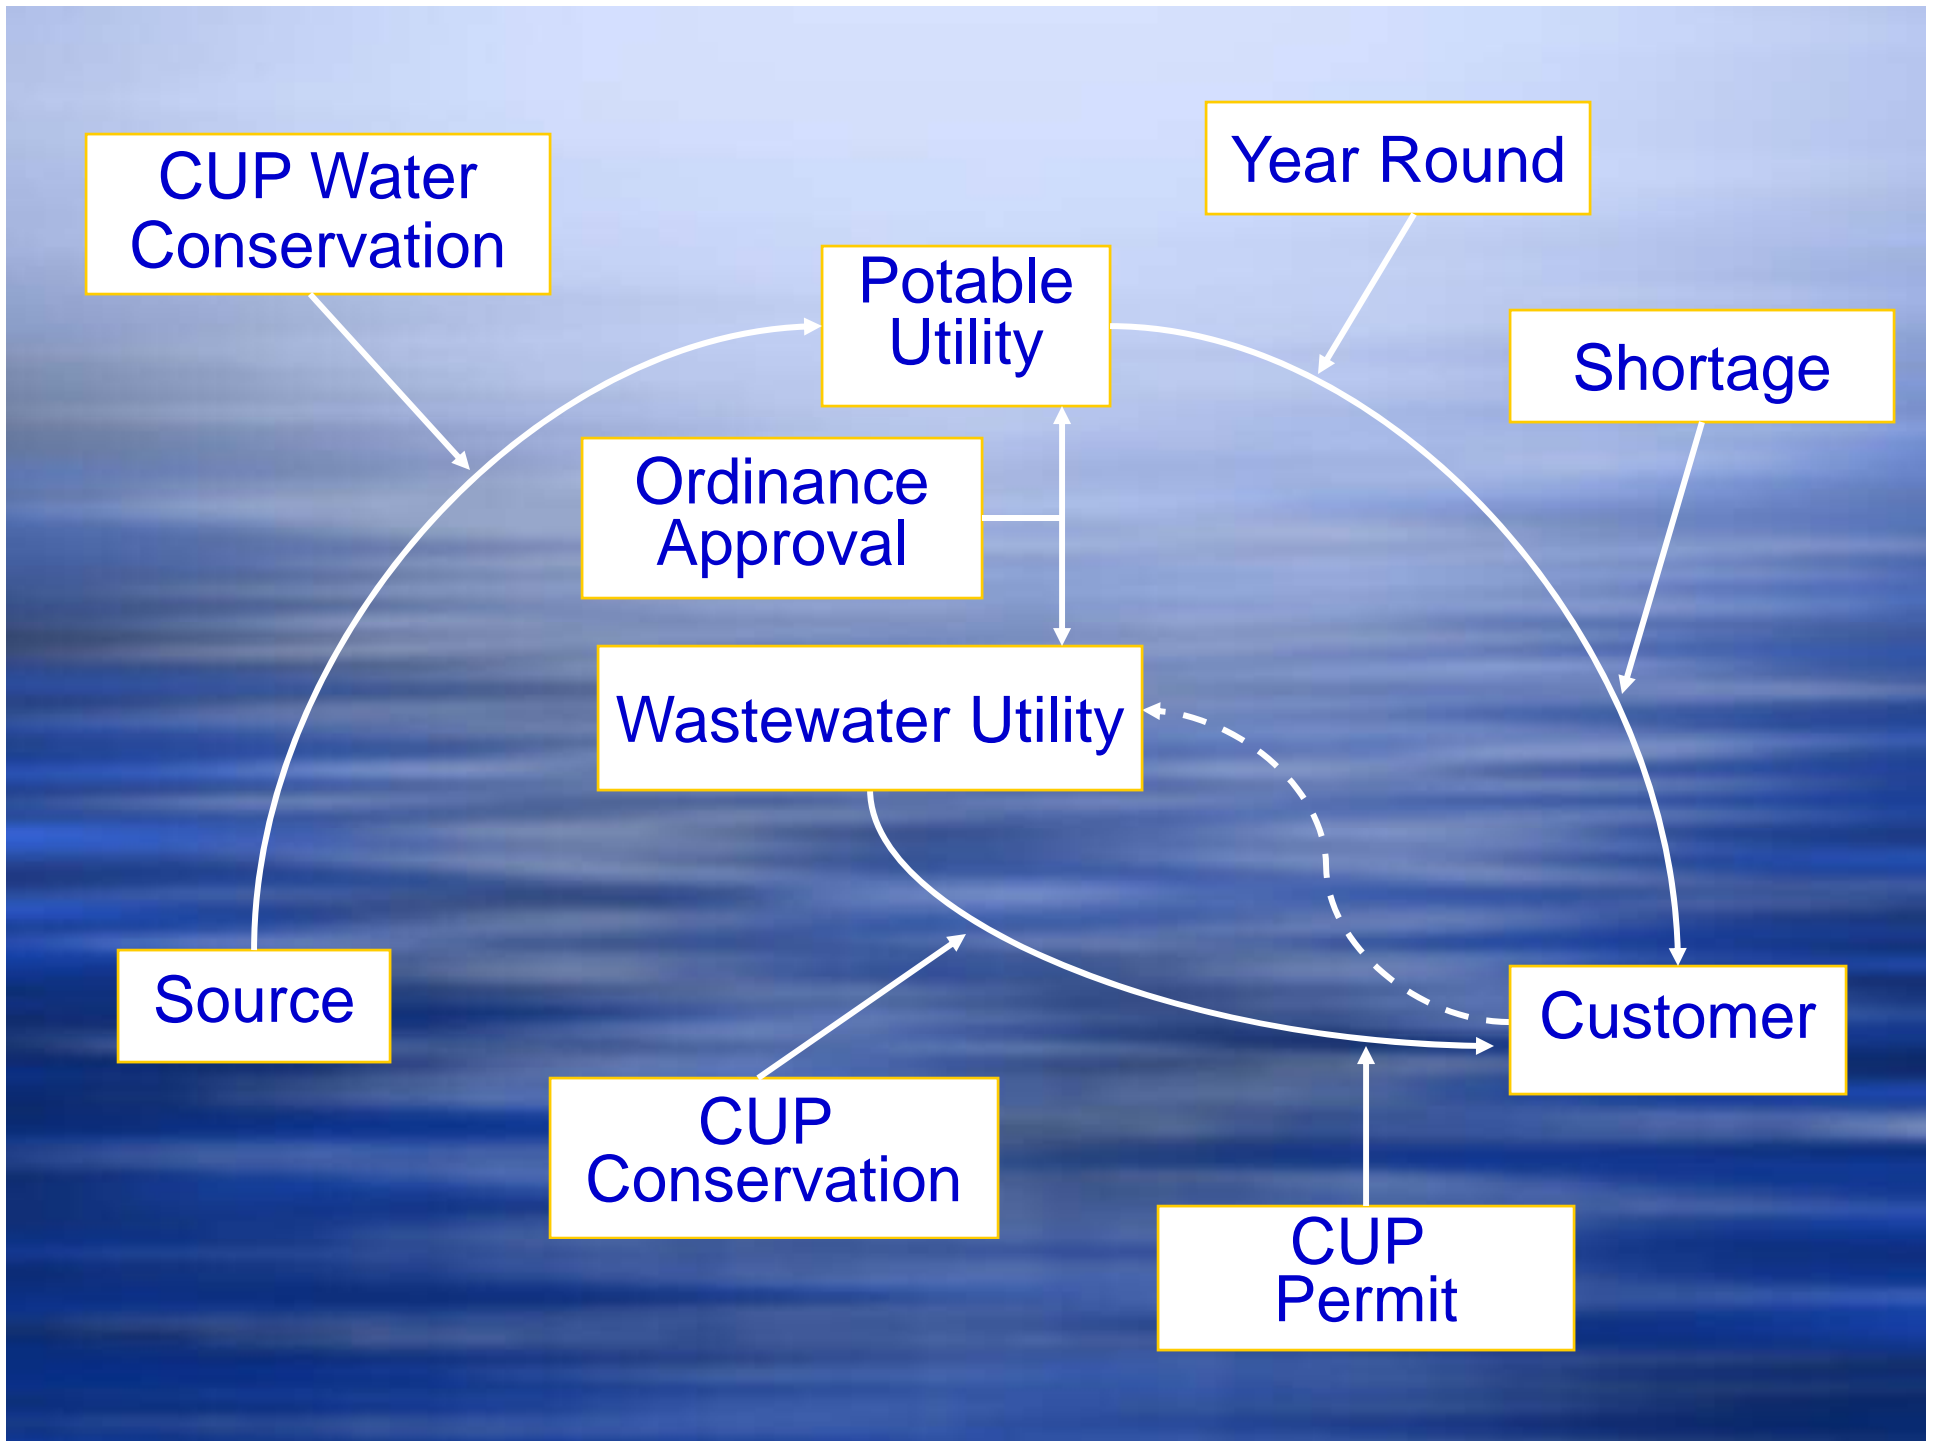 CUP Water
Conservation
Year Round
Potable
Utility
Shortage
Ordinance
Approval
Wastewater Utility
Source
Customer
CUP
Conservation
CUP
Permit